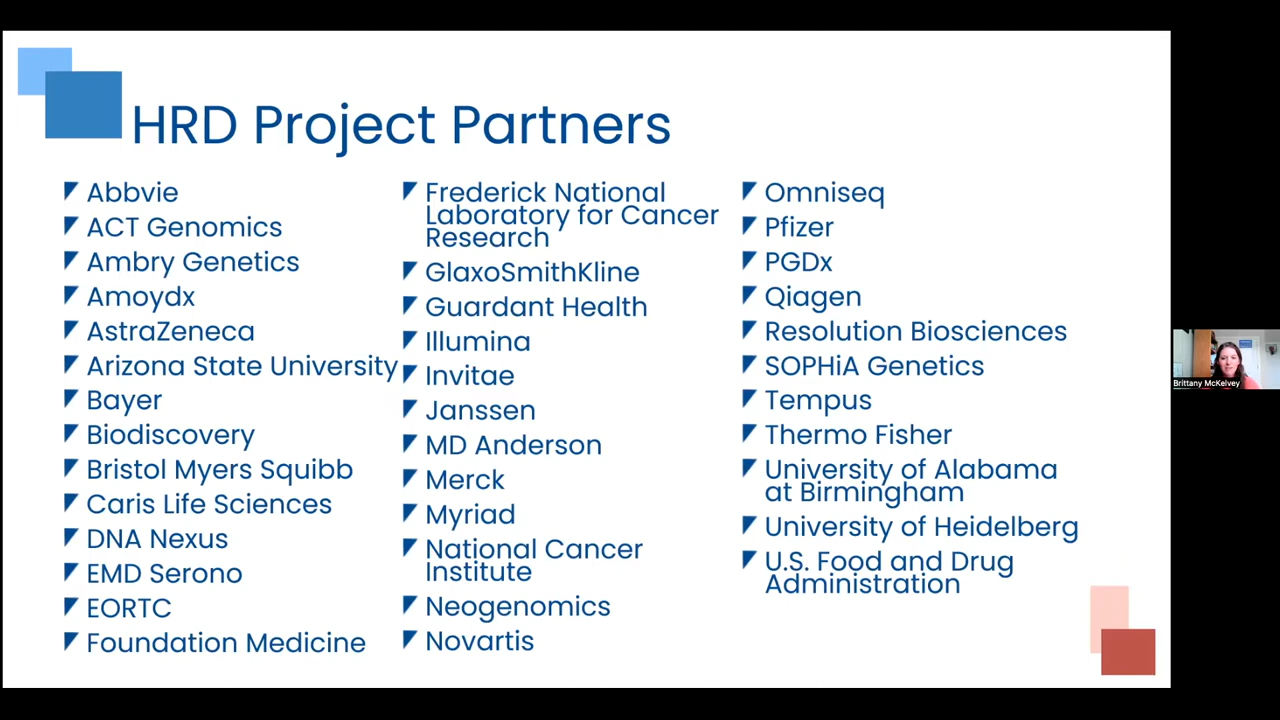 HRD Project Partners
Abbvie
ACT Genomics
Ambry Genetics
Amoydx
AstraZeneca
Arizona State University
Bayer
Biodiscovery
Bristol Myers Squibb
Caris Life Sciences
DNA Nexus
EMD Serono
EORTC
Foundation Medicine
Frederick National
Laboratory for Cancer
Research
GlaxoSmithKline
Guardant Health
Illumina
Invitae
Janssen
MD Anderson
Merck
Myriad
National Cancer
Institute
Neogenomics
Novartis
Omniseq
Pfizer
PGDx
Qiagen
Resolution Biosciences
SOPHiA Genetics
Tempus
Thermo Fisher
University of Alabama
at Birmingham
University of Heidelberg
U.S. Food and Drug
Administration
Brittany McKelvey